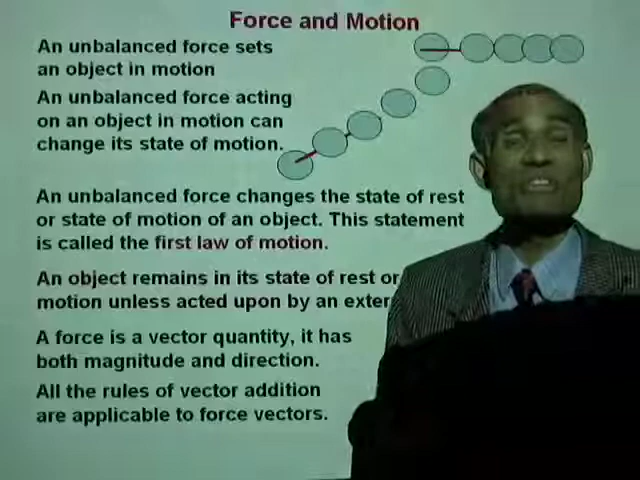 Force and Motion
An unbalanced force sets
an object in motion
An unbalanced force acting
on an object in motion can
change its state of motion.
An unbalanced force changes the state of rest
or state of motion of an object. This statement
is called the first law of motion.
An object remains in its state of rest or
motion unless acted upon by an exter
A force is a vector quantity, it has
both magnitude and direction.
All the rules of vector addition
are applicable to force vectors.